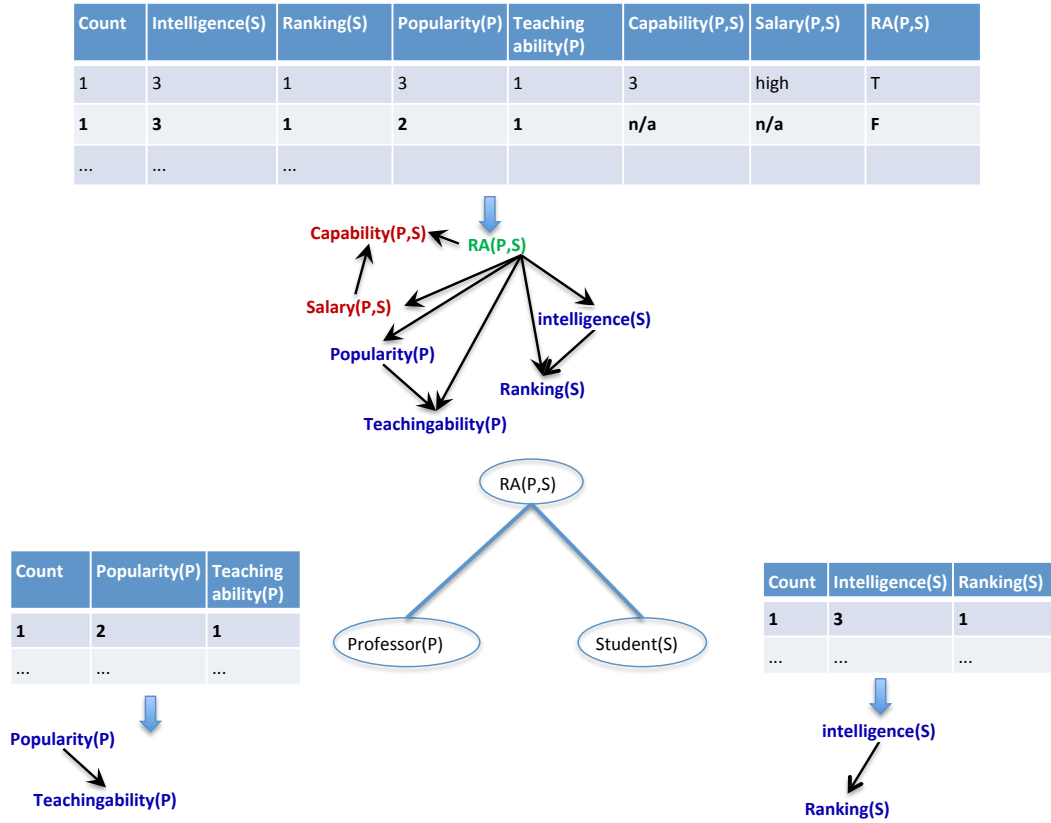 Count Intelligence(S) Ranking(S) Popularity(P) Teaching ability(P) Capability(P,S) Salary(P,S) RA(P,S)
1 3 1 3 1 3 high T
1 3 1 2 1 n/a n/a F
... ... ...
Capability(P,S)
RA(P,S)
Salary(P,S)
intelligence(S)
Popularity(P)
Ranking(S)
Teachingability(P)
RA(P,S)
Professor(P)
Student(S)
Count Popularity(P) Teaching ability(P)
1 2 1
... ... ...
Popularity(P)
Teachingability(P)
Count Intelligence(S) Ranking(S)
1 3 1
... ... ...
intelligence(S)
Ranking(S)